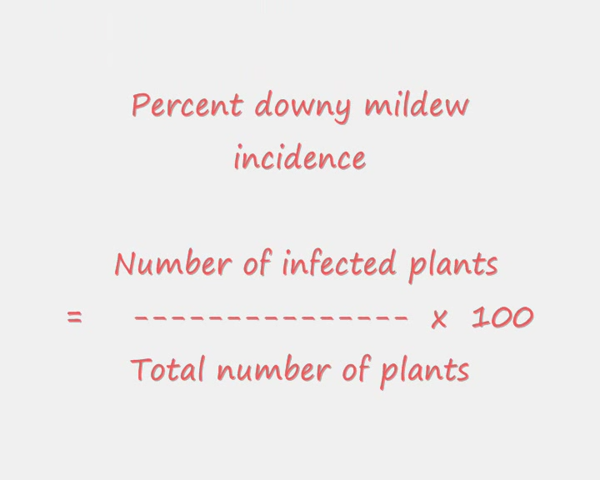 Percent downy mildew
incidence
Number of infected plants
= --------------- x 100
Total number of plants